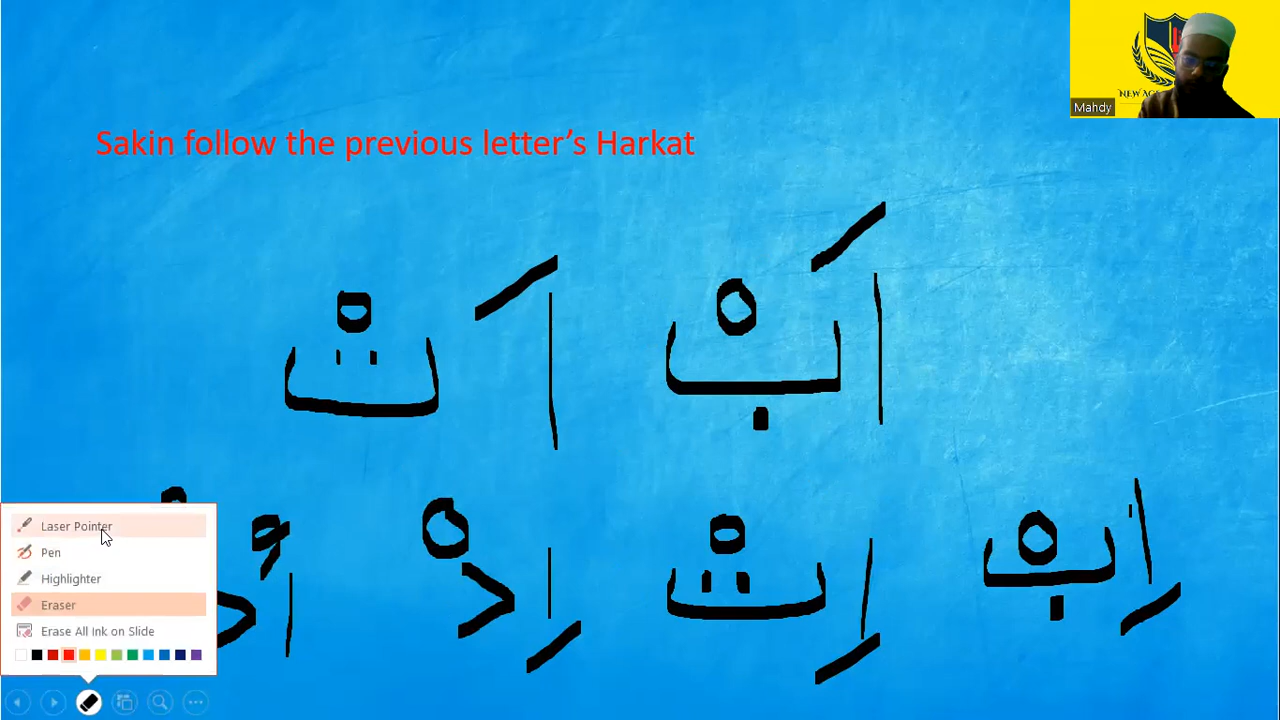 Mahdy
Sakin follow the previous letter's Harkat
اَبْ اَتْ
اِبْ اِتْ اِدْ اُدْ
Laser Pointer
Pen
Highlighter
Eraser
Erase All Ink on Slide